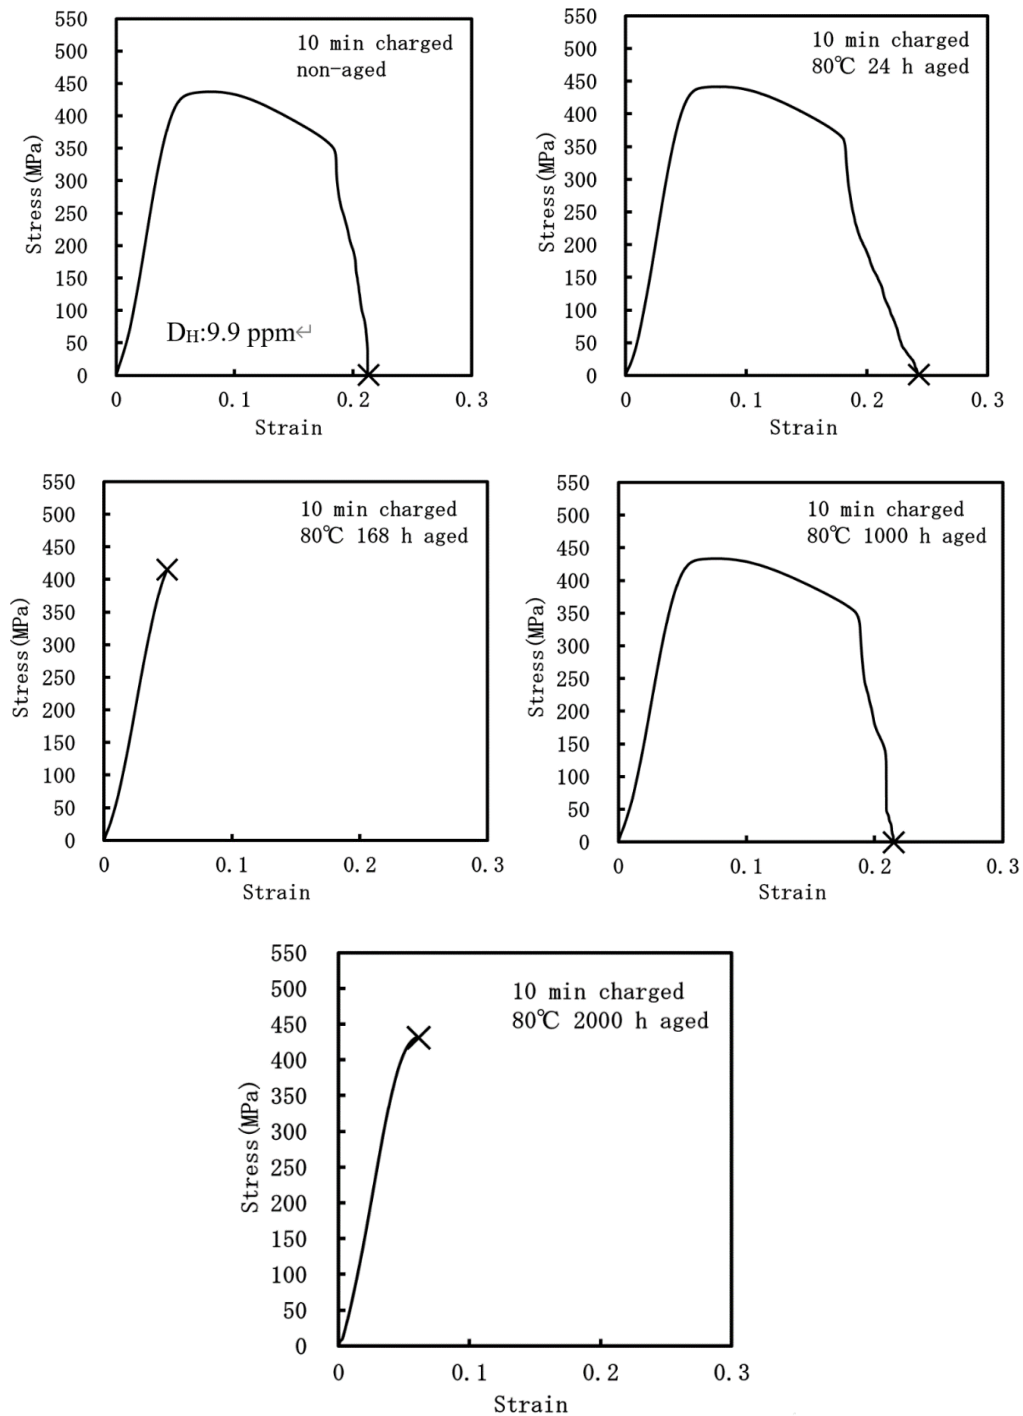 550
500
450
400
350
300
250
200
150
100
50
0
Stress(MPa)
10 min charged
non-aged
DH:9.9 ppm↵
0 0.1 0.2 0.3
Strain
550
500
450
400
350
300
250
200
150
100
50
0
Stress(MPa)
10 min charged
80℃ 24 h aged
0 0.1 0.2 0.3
Strain
550
500
450
400
350
300
250
200
150
100
50
0
Stress(MPa)
10 min charged
80℃ 168 h aged
0 0.1 0.2 0.3
Strain
550
500
450
400
350
300
250
200
150
100
50
0
Stress(MPa)
10 min charged
80℃ 1000 h aged
0 0.1 0.2 0.3
Strain
550
500
450
400
350
300
250
200
150
100
50
0
Stress(MPa)
10 min charged
80℃ 2000 h aged
0 0.1 0.2 0.3
Strain